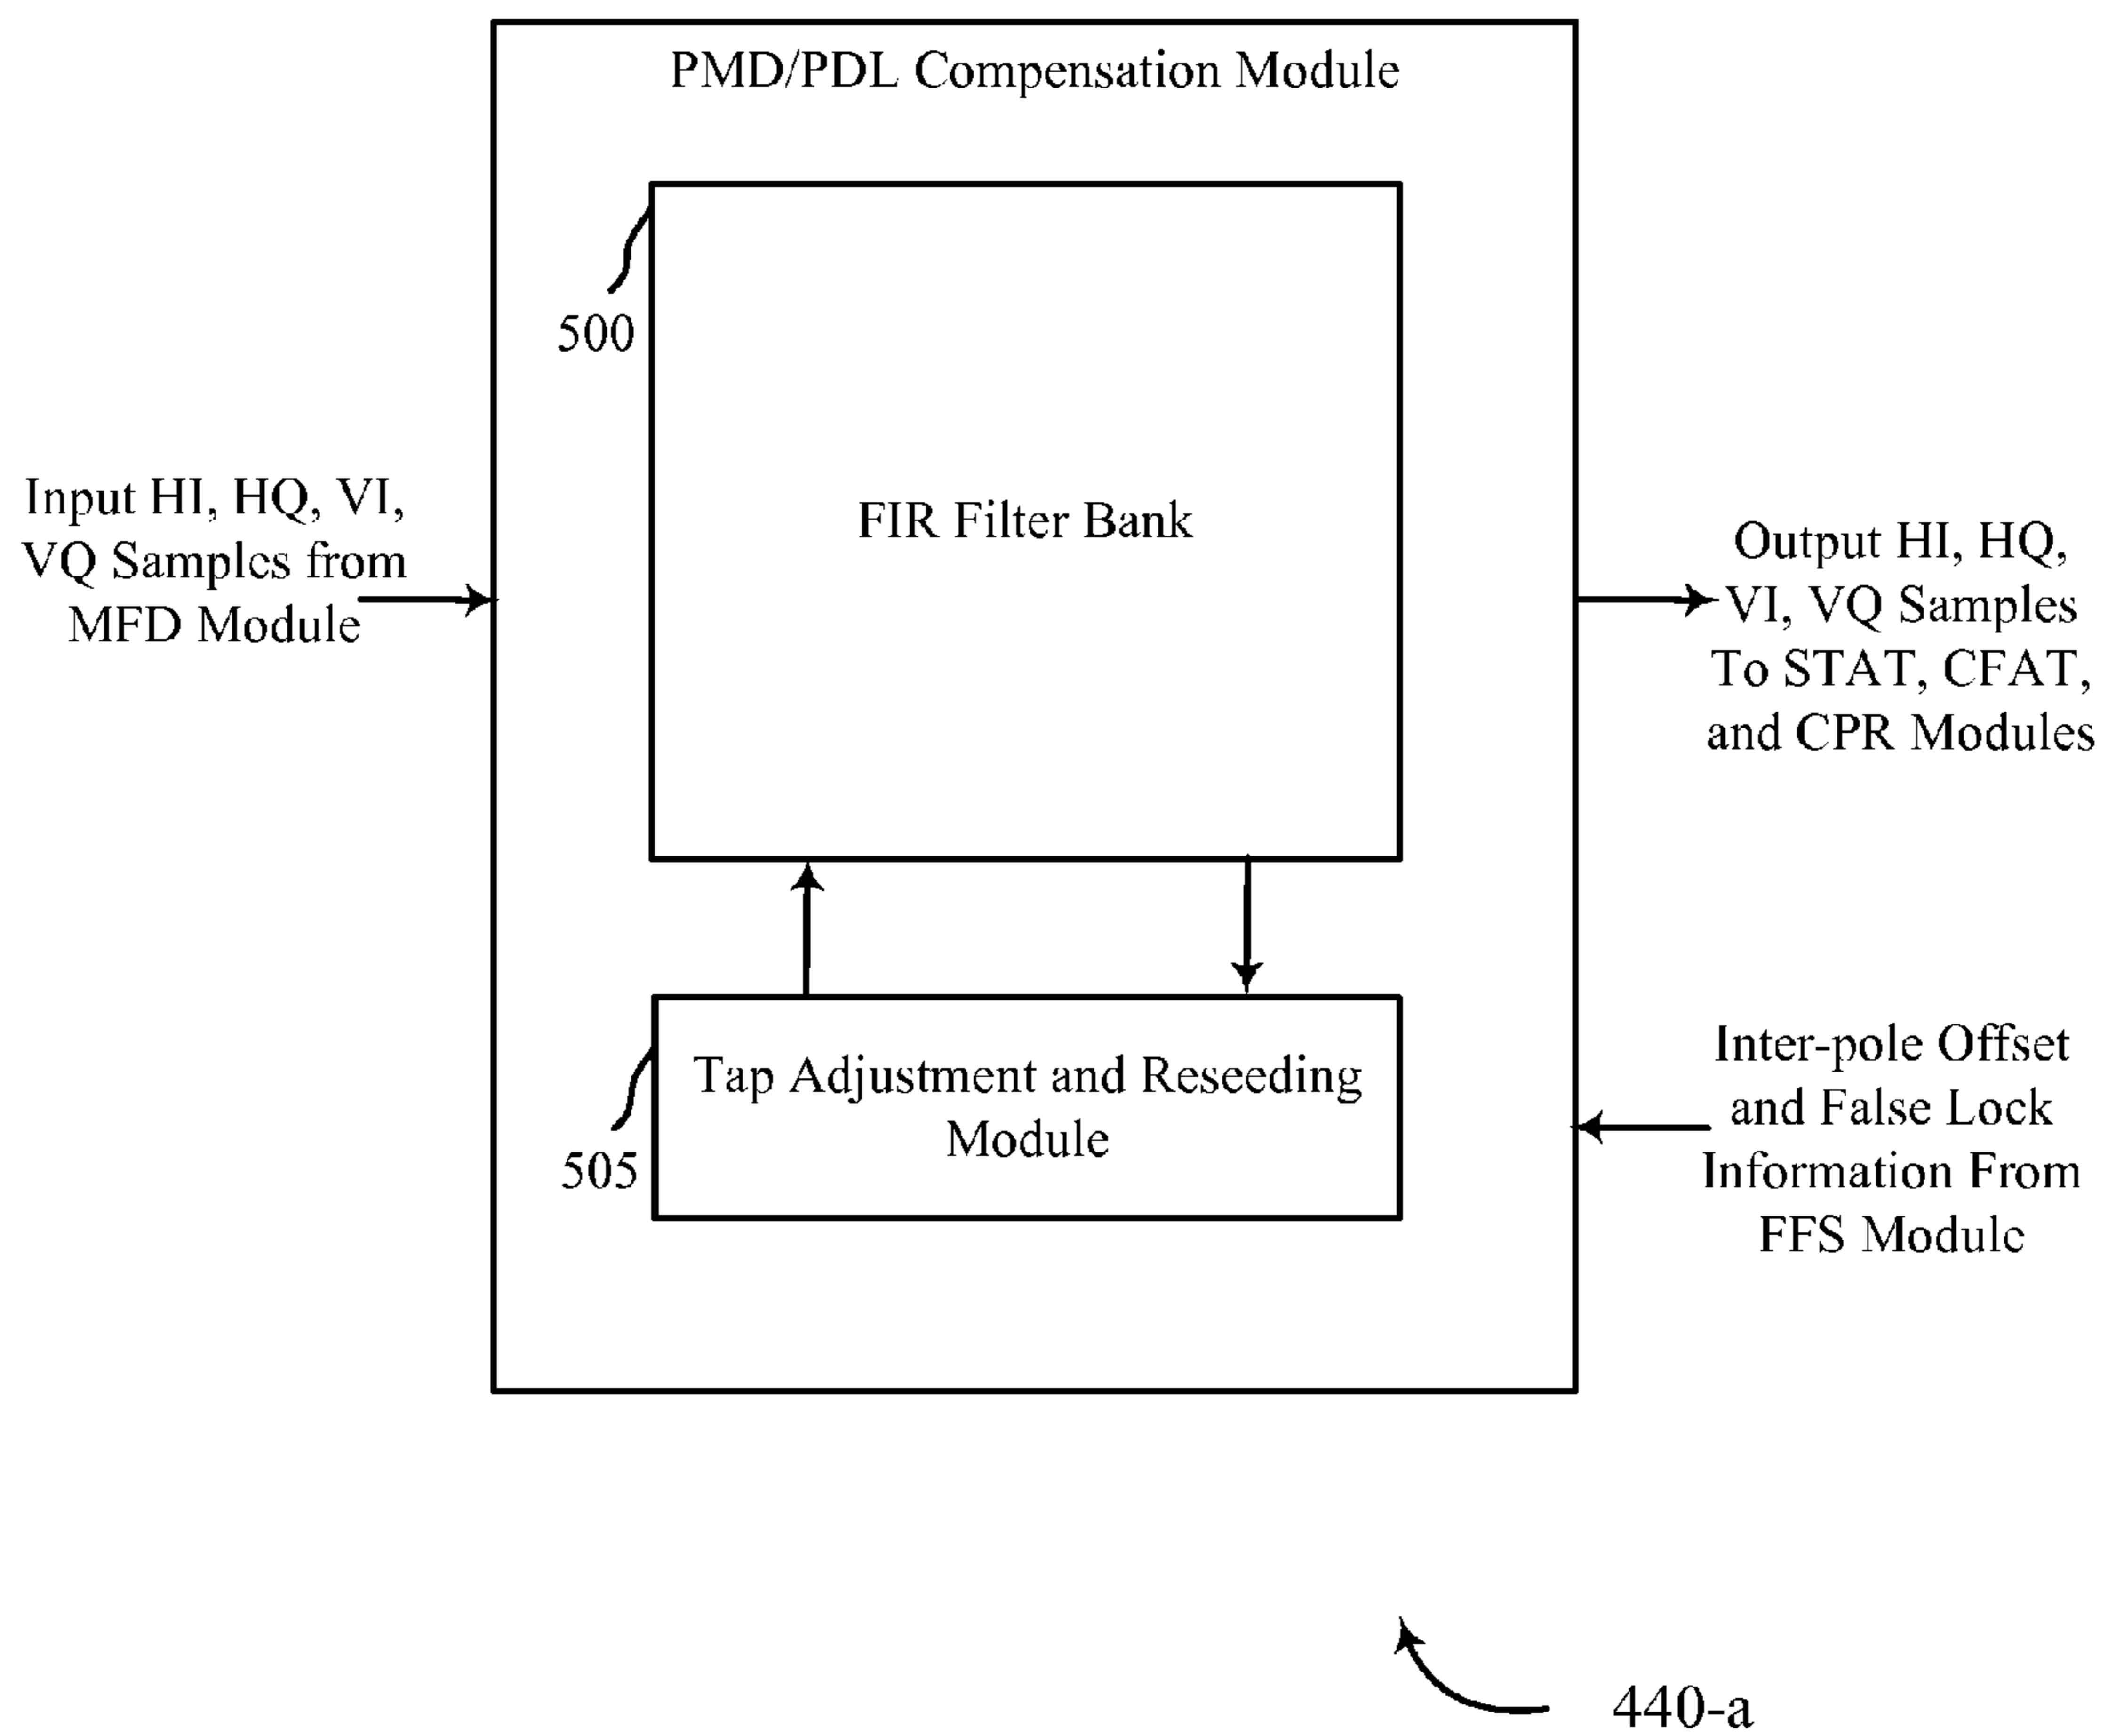 PMD/PDL Compensation Module
500
FIR Filter Bank
Input HI, HQ, VI,
VQ Samples from
MFD Module
Output HI, HQ,
VI, VQ Samples
To STAT, CFAT,
and CPR Modules
Tap Adjustment and Reseeding
Module
505
Inter-pole Offset
and False Lock
Information From
FFS Module
440-a